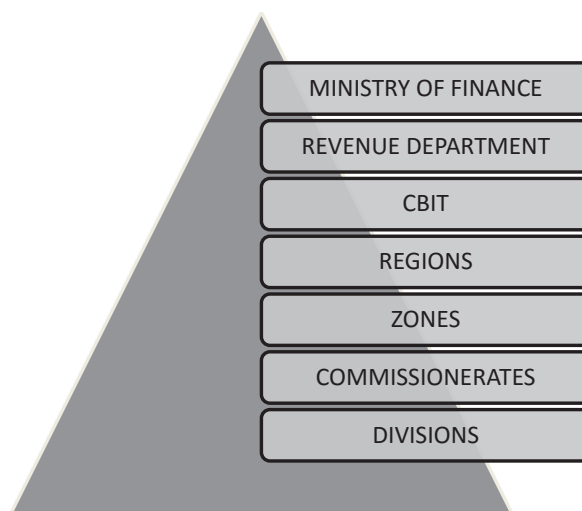 MINISTRY OF FINANCE
REVENUE DEPARTMENT
CBIT
REGIONS
ZONES
COMMISSIONERATES
DIVISIONS